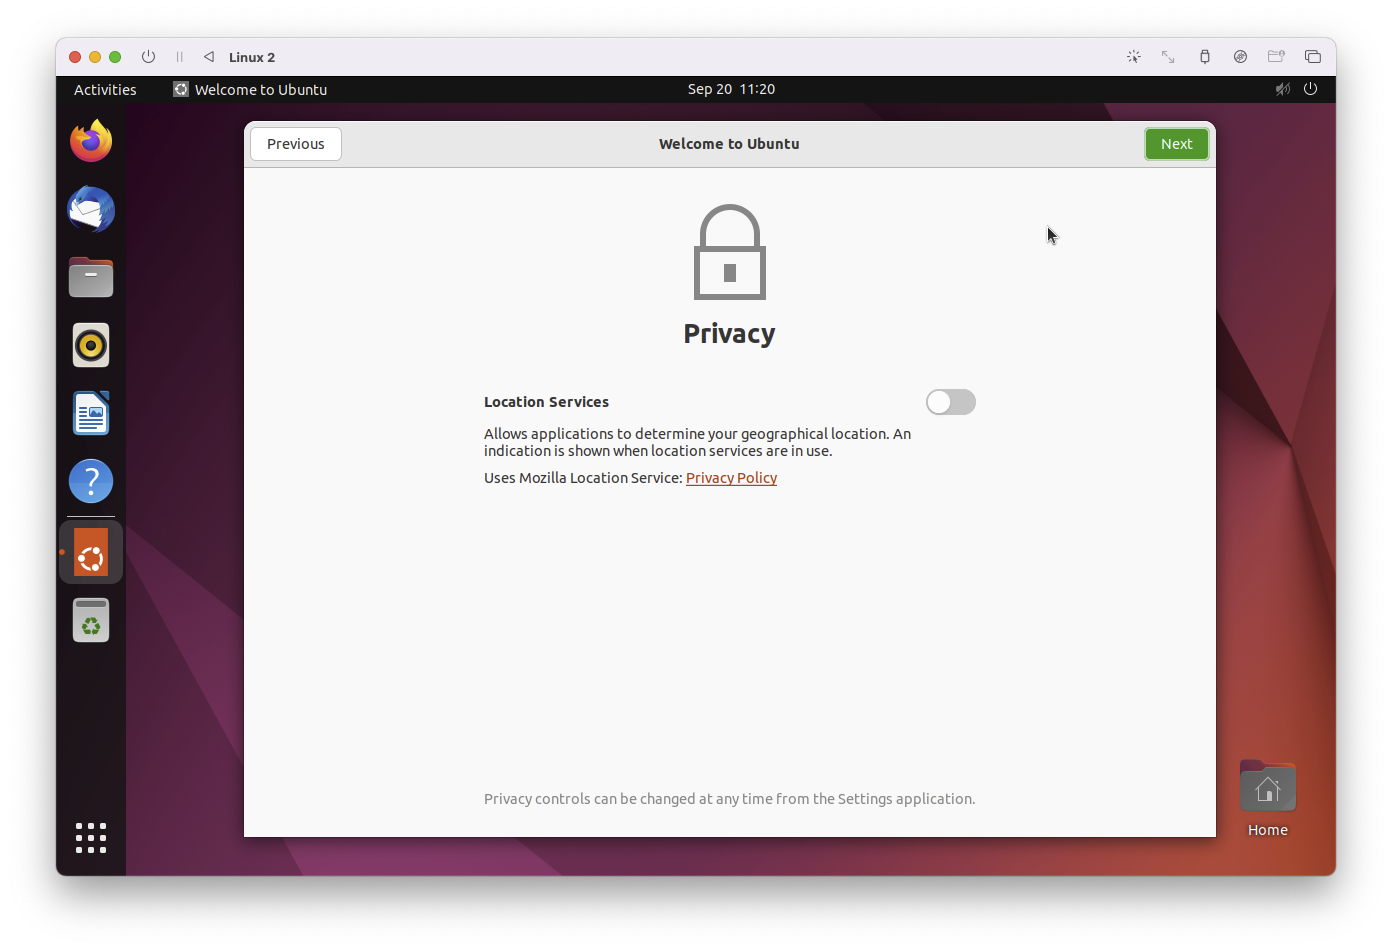 Linux 2
Activities
Welcome to Ubuntu
Sep 20 11:20
Previous
Welcome to Ubuntu
Next
Privacy
Location Services
Allows applications to determine your geographical location. An
indication is shown when location services are in use.
Uses Mozilla Location Service: Privacy Policy
Privacy controls can be changed at any time from the Settings application.
Home